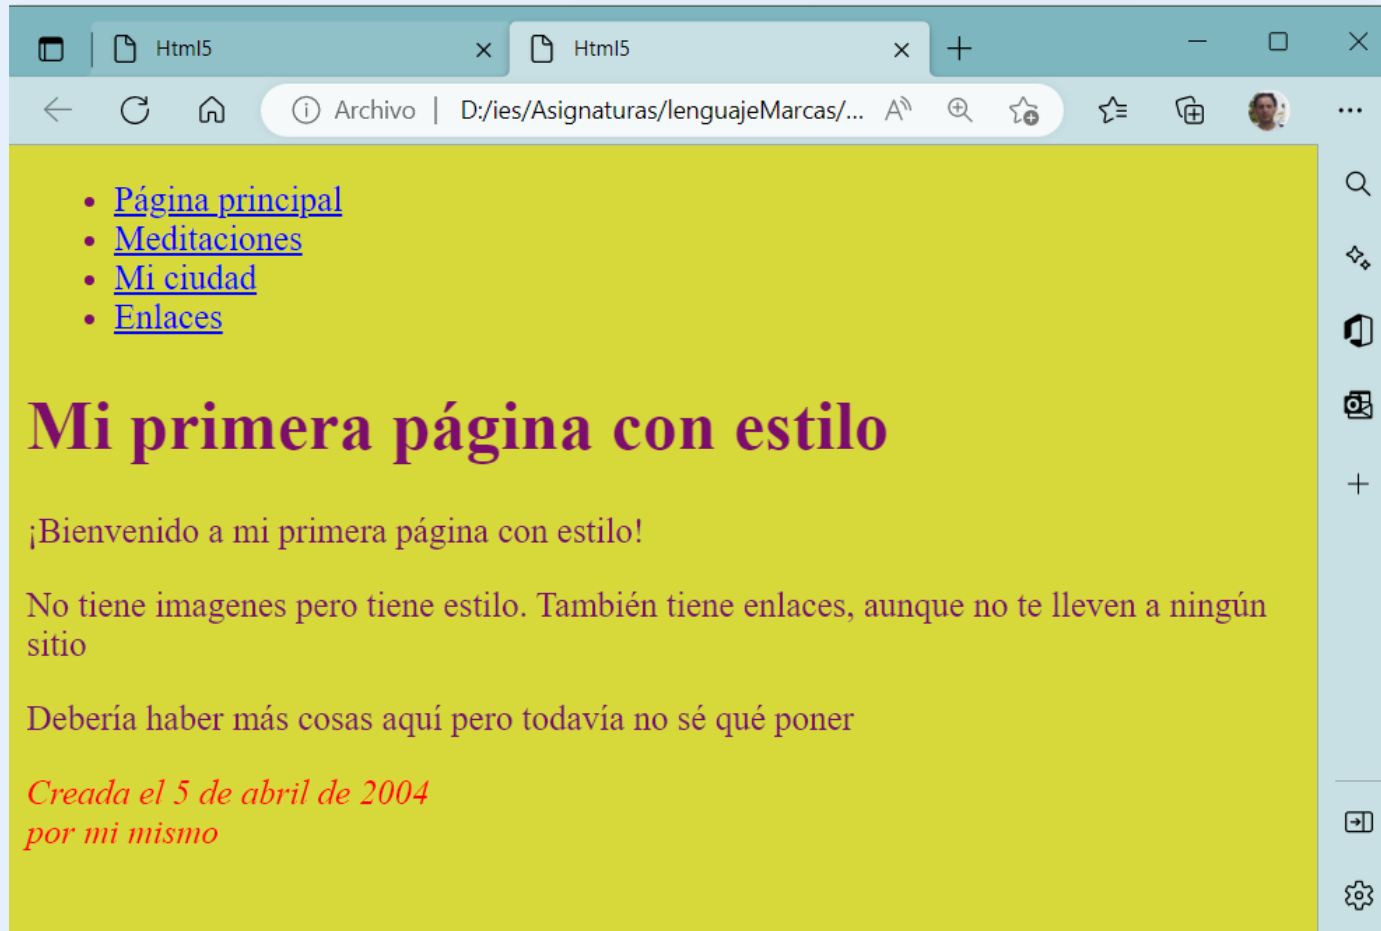 Html5
Html5
Archivo | D:/ies/Asignaturas/lenguajeMarcas/...
Página principal
Meditaciones
Mi ciudad
Enlaces
Mi primera página con estilo
¡Bienvenido a mi primera página con estilo!
No tiene imagenes pero tiene estilo. También tiene enlaces, aunque no te lleven a ningún
sitio
Debería haber más cosas aquí pero todavía no sé qué poner
Creada el 5 de abril de 2004
por mi mismo